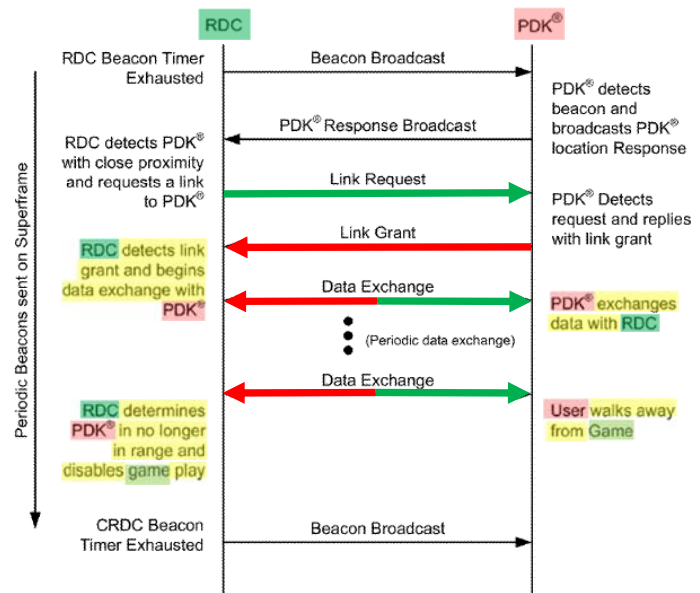 RDC
PDK®
RDC Beacon Timer
Exhausted
Beacon Broadcast
PDK® detects
beacon and
broadcasts PDK®
location Response
PDK® Response Broadcast
RDC detects PDK®
with close proximity
and requests a link
to PDK®
Link Request
PDK® Detects
request and replies
with link grant
Link Grant
RDC detects link
grant and begins
data exchange with
PDK®
Data Exchange
PDK® exchanges
data with RDC
(Periodic data exchange)
Data Exchange
RDC determines
PDK® in no longer
in range and
disables game play
User walks away
from Game
CRDC Beacon
Timer Exhausted
Beacon Broadcast
Periodic Beacons sent on Superframe